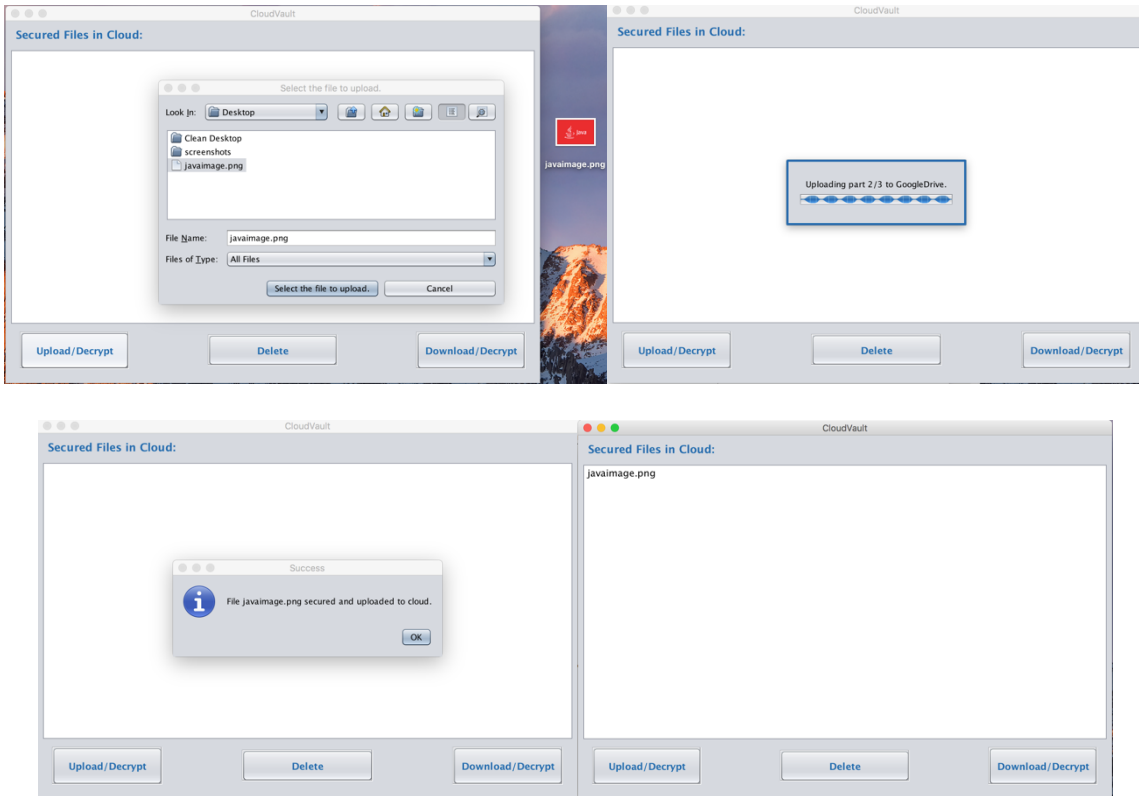 CloudVault
Secured Files in Cloud:
Select the file to upload.
Look In: Desktop
Clean Desktop
screenshots
javaimage.png
File Name: javaimage.png
Files of Type: All Files
Select the file to upload. Cancel
Upload/Decrypt Delete Download/Decrypt
java
javaimage.png
CloudVault
Secured Files in Cloud:
Uploading part 2/3 to GoogleDrive.
Upload/Decrypt Delete Download/Decrypt
CloudVault
Secured Files in Cloud:
Success
i
File javaimage.png secured and uploaded to cloud.
OK
Upload/Decrypt Delete Download/Decrypt
CloudVault
Secured Files in Cloud:
javaimage.png
Upload/Decrypt Delete Download/Decrypt